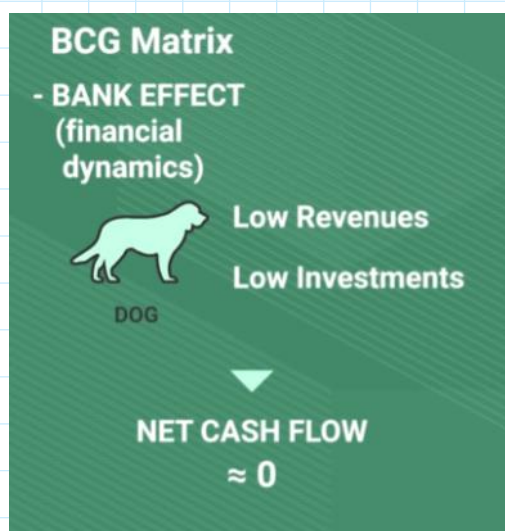 BCG Matrix
- BANK EFFECT
(financial
dynamics)
Low Revenues
Low Investments
DOG
NET CASH FLOW
≈ 0